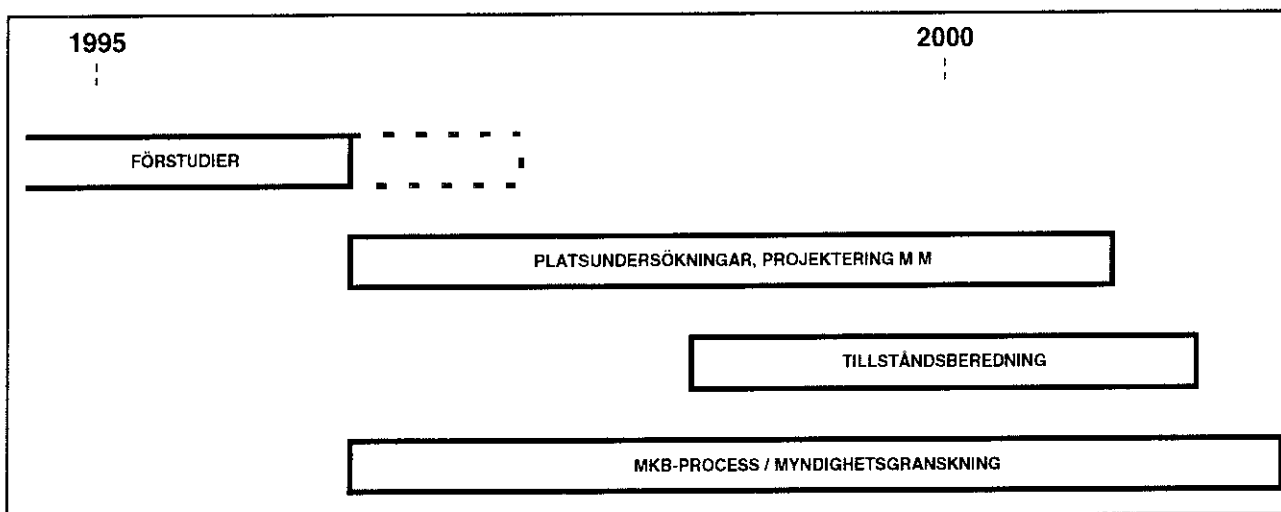 1995
2000
FÖRSTUDIER
PLATSUNDERSÖKNINGAR, PROJEKTERING M M
TILLSTÅNDSBEREDNING
MKB-PROCESS / MYNDIGHETSGRANSKNING